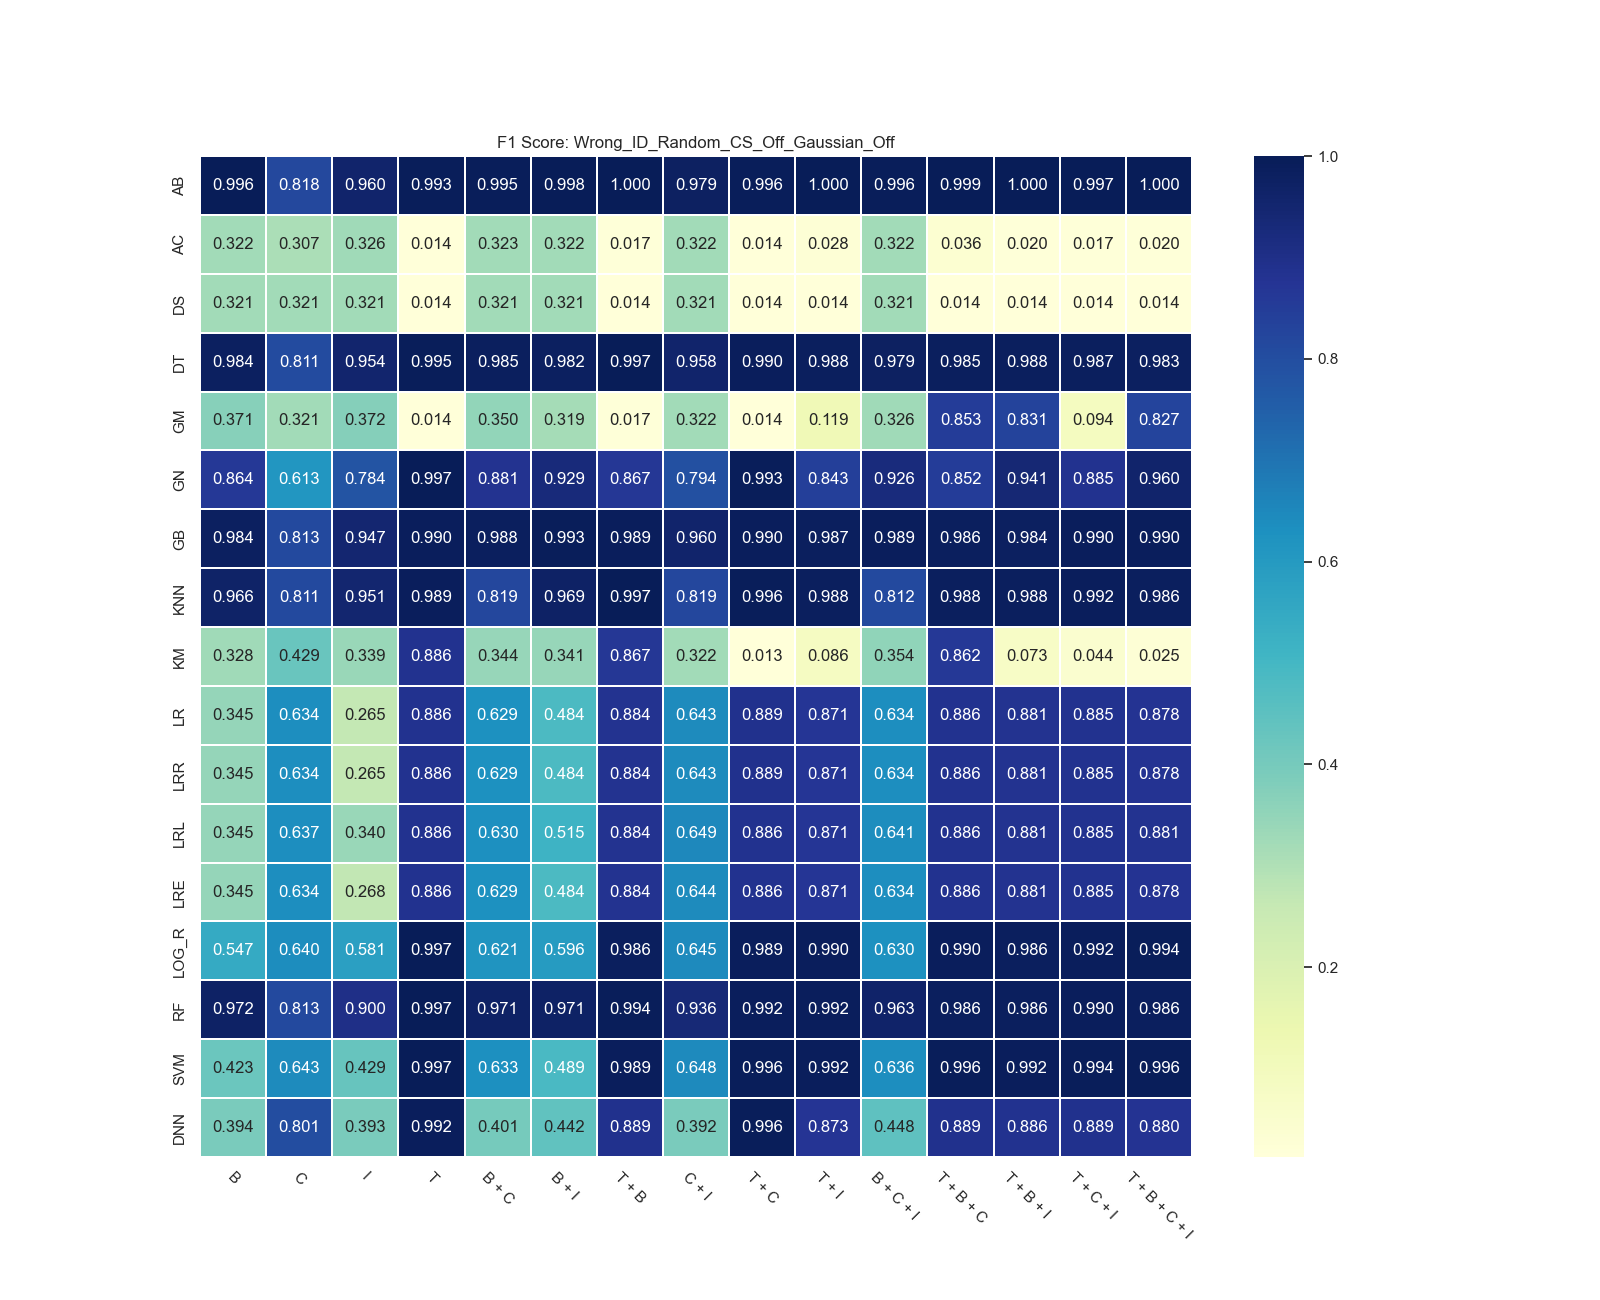 F1 Score: Wrong_ID_Random_CS_Off_Gaussian_Off
AB 0.996 0.818 0.960 0.993 0.995 0.998 1.000 0.979 0.996 1.000 0.996 0.999 1.000 0.997 1.000
AC 0.322 0.307 0.326 0.014 0.323 0.322 0.017 0.322 0.014 0.028 0.322 0.036 0.020 0.017 0.020
DS 0.321 0.321 0.321 0.014 0.321 0.321 0.014 0.321 0.014 0.014 0.321 0.014 0.014 0.014 0.014
DT 0.984 0.811 0.954 0.995 0.985 0.982 0.997 0.958 0.990 0.988 0.979 0.985 0.988 0.987 0.983
GM 0.371 0.321 0.372 0.014 0.350 0.319 0.017 0.322 0.014 0.119 0.326 0.853 0.831 0.094 0.827
GN 0.864 0.613 0.784 0.997 0.881 0.929 0.867 0.794 0.993 0.843 0.926 0.852 0.941 0.885 0.960
GB 0.984 0.813 0.947 0.990 0.988 0.993 0.989 0.960 0.990 0.987 0.989 0.986 0.984 0.990 0.990
KNN 0.966 0.811 0.951 0.989 0.819 0.969 0.997 0.819 0.996 0.988 0.812 0.988 0.988 0.992 0.986
KM 0.328 0.429 0.339 0.886 0.344 0.341 0.867 0.322 0.013 0.086 0.354 0.862 0.073 0.044 0.025
LR 0.345 0.634 0.265 0.886 0.629 0.484 0.884 0.643 0.889 0.871 0.634 0.886 0.881 0.885 0.878
LRR 0.345 0.634 0.265 0.886 0.629 0.484 0.884 0.643 0.889 0.871 0.634 0.886 0.881 0.885 0.878
LRL 0.345 0.637 0.340 0.886 0.630 0.515 0.884 0.649 0.886 0.871 0.641 0.886 0.881 0.885 0.881
LRE 0.345 0.634 0.268 0.886 0.629 0.484 0.884 0.644 0.886 0.871 0.634 0.886 0.881 0.885 0.878
LOG_R 0.547 0.640 0.581 0.997 0.621 0.596 0.986 0.645 0.989 0.990 0.630 0.990 0.986 0.992 0.994
RF 0.972 0.813 0.900 0.997 0.971 0.971 0.994 0.936 0.992 0.992 0.963 0.986 0.986 0.990 0.986
SVM 0.423 0.643 0.429 0.997 0.633 0.489 0.989 0.648 0.996 0.992 0.636 0.996 0.992 0.994 0.996
DNN 0.394 0.801 0.393 0.992 0.401 0.442 0.889 0.392 0.996 0.873 0.448 0.889 0.886 0.889 0.880
B
C
I
T
B + C
B + I
T + B
C + I
T + C
T + I
B + C + I
T + B + C
T + B + I
T + C + I
T + B + C + I
1.0
0.8
0.6
0.4
0.2